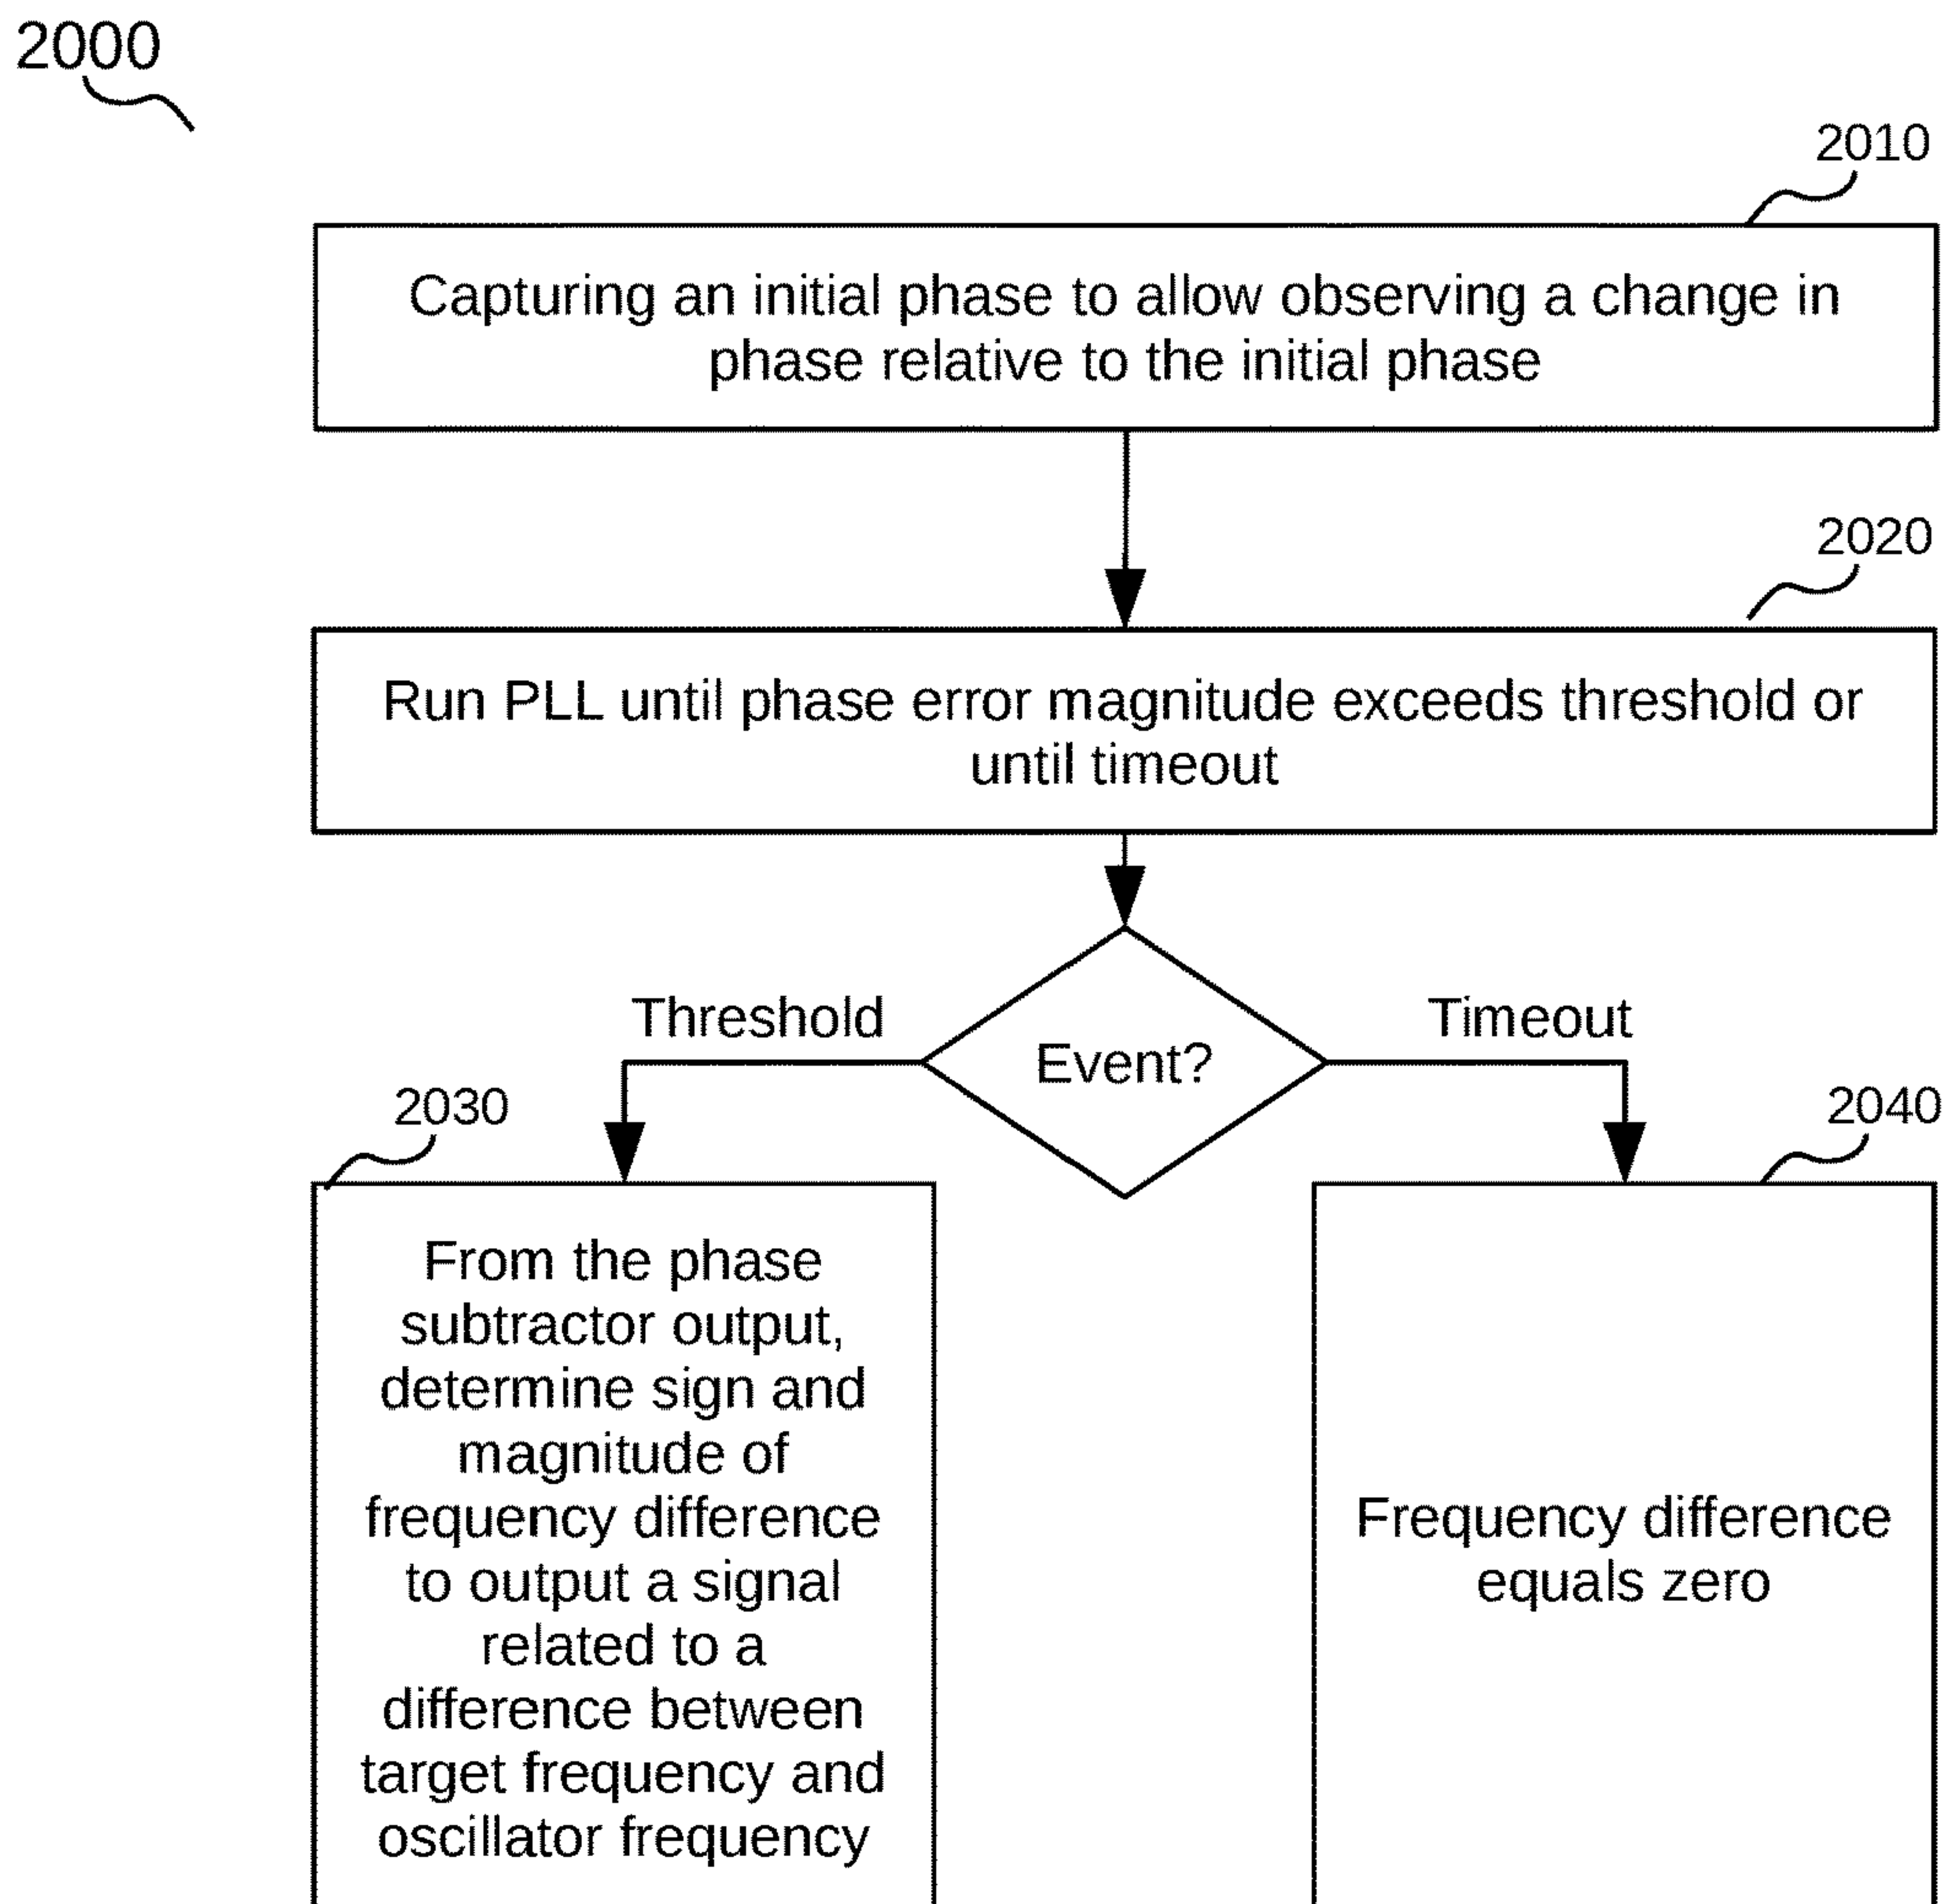 2000
2010
Capturing an initial phase to allow observing a change in
phase relative to the initial phase
2020
Run PLL until phase error magnitude exceeds threshold or
until timeout
Threshold
Event?
Timeout
2030
2040
From the phase
subtractor output,
determine sign and
magnitude of
frequency difference
to output a signal
related to a
difference between
target frequency and
oscillator frequency
Frequency difference
equals zero